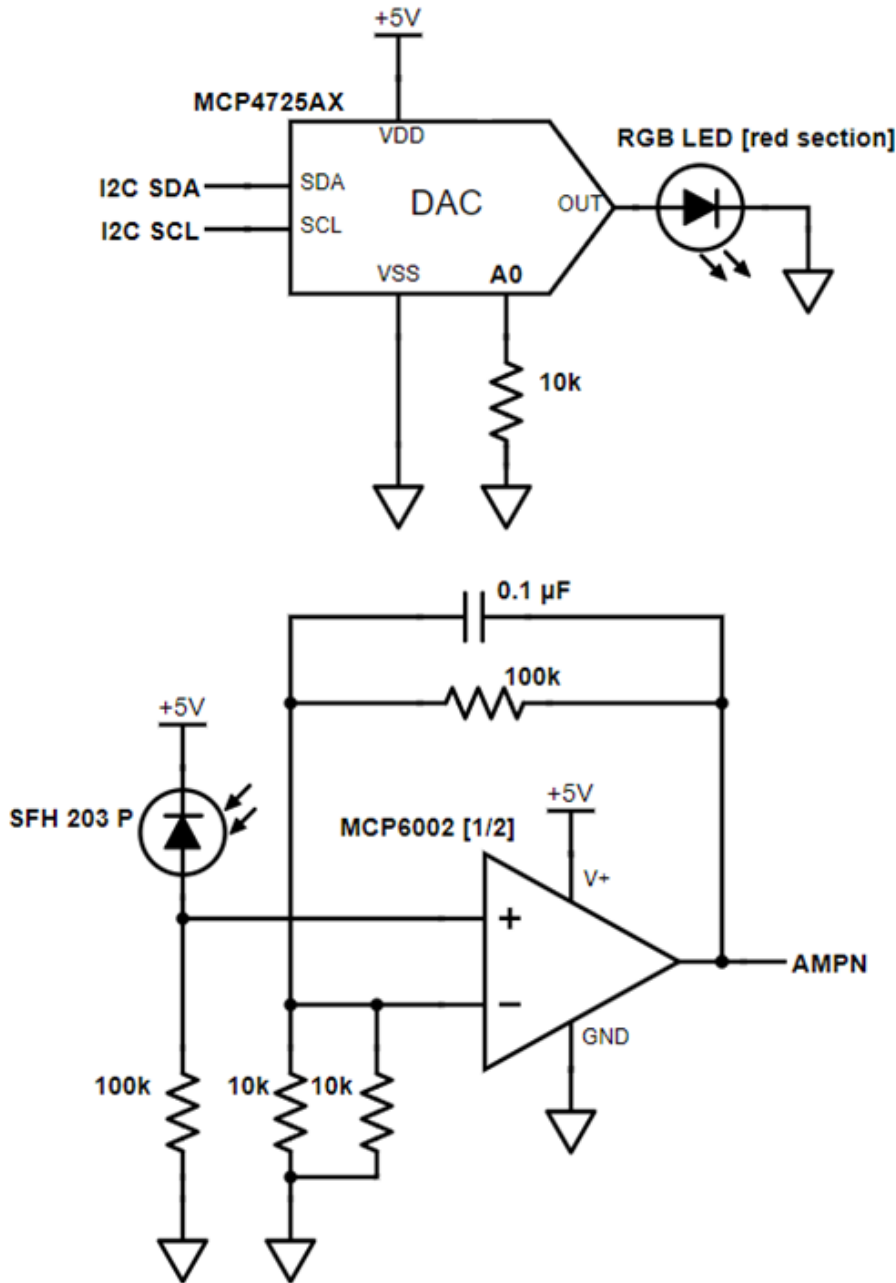 +5V
MCP4725AX
VDD
RGB LED [red section]
I2C SDA
SDA
DAC
OUT
I2C SCL
SCL
VSS
A0
10k
0.1 µF
100k
+5V
SFH 203 P
MCP6002 [1/2]
+5V
V+
+
AMPN
−
GND
100k
10k
10k